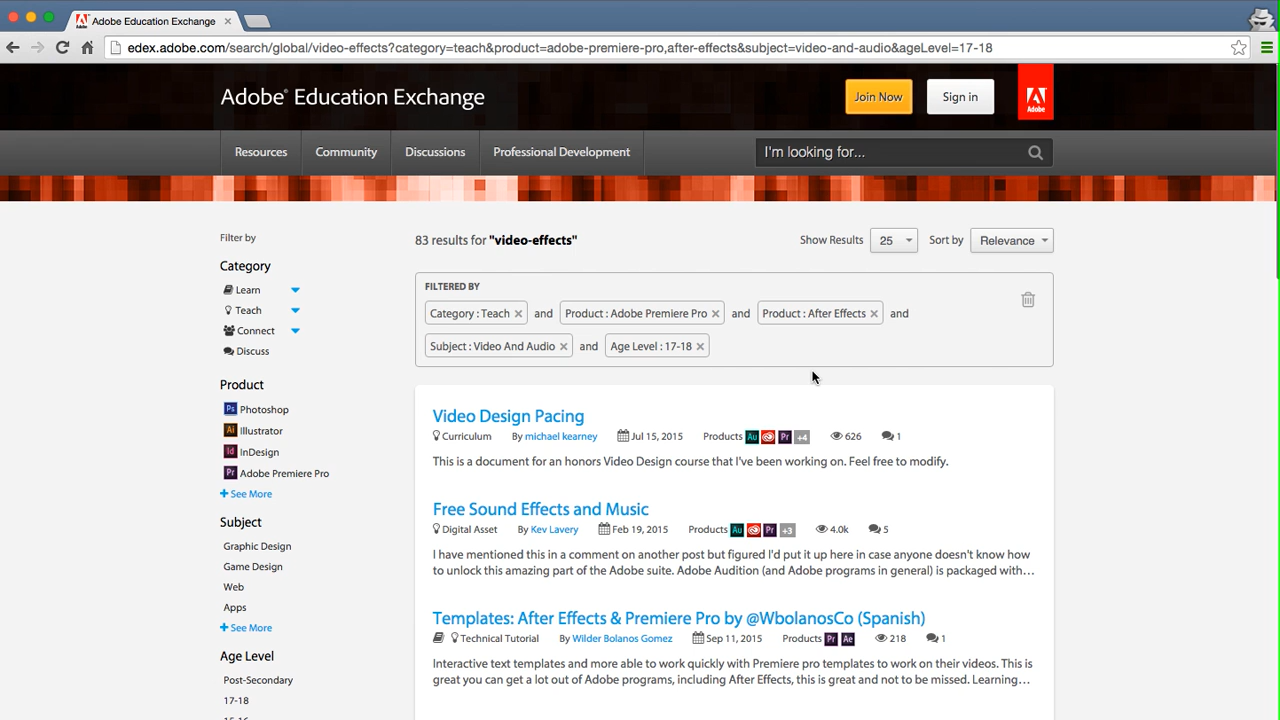 Adobe Education Exchange
edex.adobe.com/search/global/video-effects?category=teach&product=adobe-premiere-pro,after-effects&subject=video-and-audio&ageLevel=17-18
Adobe® Education Exchange
Join Now
Sign in
Adobe
Resources
Community
Discussions
Professional Development
I'm looking for...
Filter by
Category
Learn
Teach
Connect
Discuss
Product
Ps Photoshop
Ai Illustrator
Id InDesign
Pr Adobe Premiere Pro
+ See More
Subject
Graphic Design
Game Design
Web
Apps
+ See More
Age Level
Post-Secondary
17-18
83 results for "video-effects"
Show Results 25
Sort by Relevance
FILTERED BY
Category : Teach × and Product : Adobe Premiere Pro × and Product : After Effects × and
Subject : Video And Audio × and Age Level : 17-18 ×
Video Design Pacing
Curriculum By michael kearney Jul 15, 2015 Products Au Pr +4 626 1
This is a document for an honors Video Design course that I've been working on. Feel free to modify.
Free Sound Effects and Music
Digital Asset By Kev Lavery Feb 19, 2015 Products Au Pr +3 4.0k 5
I have mentioned this in a comment on another post but figured I'd put it up here in case anyone doesn't know how
to unlock this amazing part of the Adobe suite. Adobe Audition (and Adobe programs in general) is packaged with…
Templates: After Effects & Premiere Pro by @WbolanosCo (Spanish)
Technical Tutorial By Wilder Bolanos Gomez Sep 11, 2015 Products Pr Ae 218 1
Interactive text templates and more able to work quickly with Premiere pro templates to work on their videos. This is
great you can get a lot out of Adobe programs, including After Effects, this is great and not to be missed. Learning…